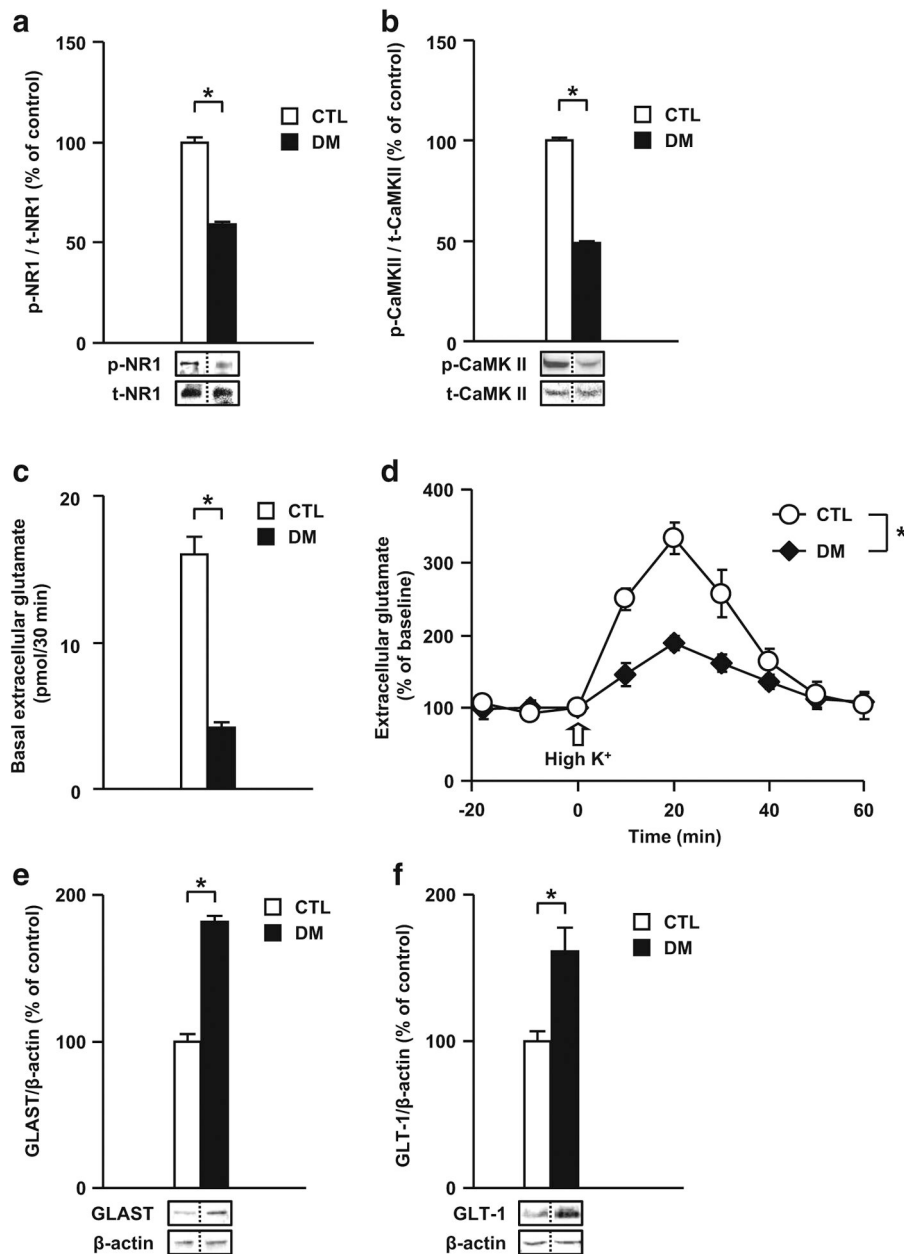 a
150
100
50
0
p-NR1 / t-NR1 (% of control)
*
CTL
DM
p-NR1
t-NR1
b
150
100
50
0
p-CaMKII / t-CaMKII (% of control)
*
CTL
DM
p-CaMK II
t-CaMK II
c
20
10
0
Basal extracellular glutamate
(pmol/30 min)
*
CTL
DM
d
400
300
200
100
0
Extracellular glutamate
(% of baseline)
CTL
DM
*
High K⁺
-20
0
20
40
60
Time (min)
e
200
100
0
GLAST/β-actin (% of control)
*
CTL
DM
GLAST
β-actin
f
200
100
0
GLT-1/β-actin (% of control)
*
CTL
DM
GLT-1
β-actin